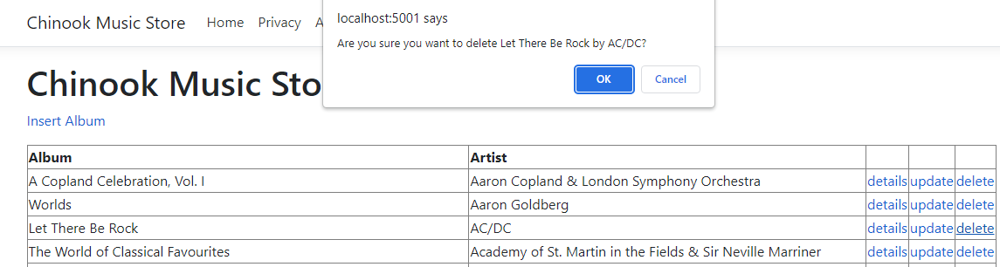 Chinook Music Store Home Privacy A
localhost:5001 says
Are you sure you want to delete Let There Be Rock by AC/DC?
OK Cancel
Chinook Music Sto
Insert Album
Album Artist
A Copland Celebration, Vol. I Aaron Copland & London Symphony Orchestra details update delete
Worlds Aaron Goldberg details update delete
Let There Be Rock AC/DC details update delete
The World of Classical Favourites Academy of St. Martin in the Fields & Sir Neville Marriner details update delete